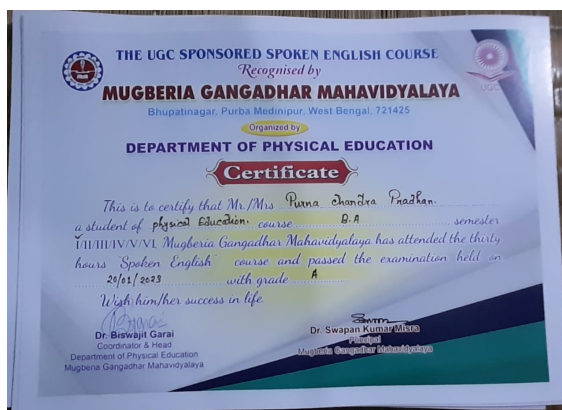 THE UGC SPONSORED SPOKEN ENGLISH COURSE
Recognised by
MUGBERIA GANGADHAR MAHAVIDYALAYA
UGC
Bhupatinagar, Purba Medinipur, West Bengal, 721425
Organized by
DEPARTMENT OF PHYSICAL EDUCATION
Certificate
This is to certify that Mr./Mrs Purna Chandra Pradhan.
a student of physical Education. course B.A semester
I/II/III/IV/V/VI, Mugberia Gangadhar Mahavidyalaya has attended the thirty
hours "Spoken English" course and passed the examination held on
20/01/2023 with grade A
Wish him/her success in life.
Dr. Biswajit Garai
Coordinator & Head
Department of Physical Education
Mugberia Gangadhar Mahavidyalaya
Dr. Swapan Kumar Misra
Principal
Mugberia Gangadhar Mahavidyalaya